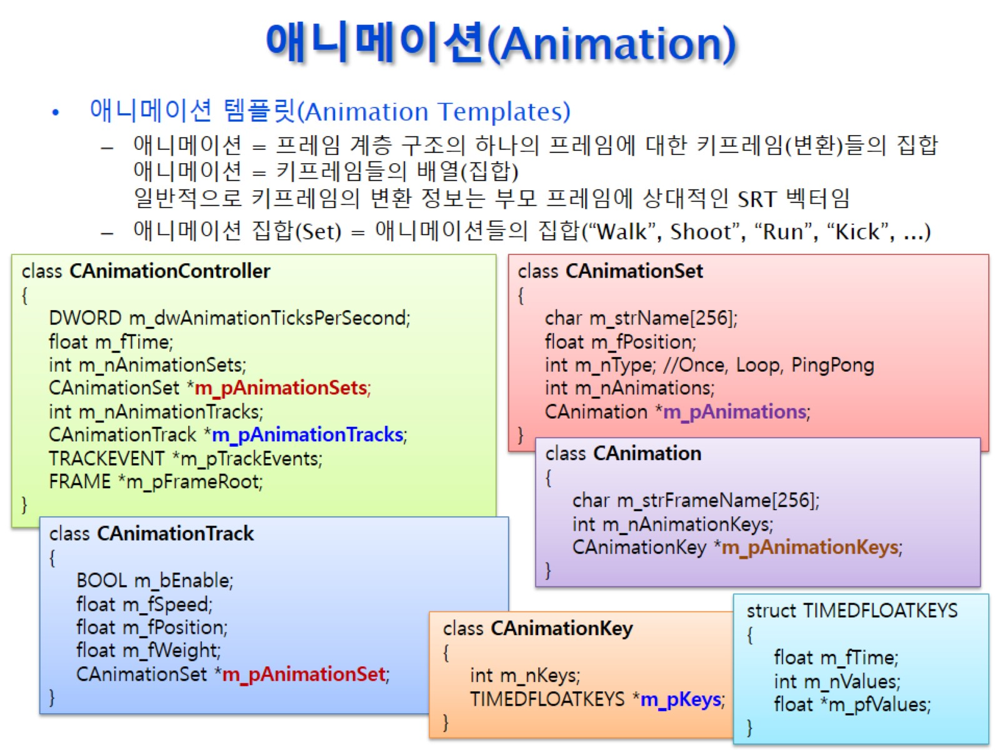 애니메이션(Animation)
• 애니메이션 템플릿(Animation Templates)
– 애니메이션 = 프레임 계층 구조의 하나의 프레임에 대한 키프레임(변환)들의 집합
애니메이션 = 키프레임들의 배열(집합)
일반적으로 키프레임의 변환 정보는 부모 프레임에 상대적인 SRT 벡터임
– 애니메이션 집합(Set) = 애니메이션들의 집합(“Walk”, Shoot”, “Run”, “Kick”, …)
class CAnimationController
{
DWORD m_dwAnimationTicksPerSecond;
float m_fTime;
int m_nAnimationSets;
CAnimationSet *m_pAnimationSets;
int m_nAnimationTracks;
CAnimationTrack *m_pAnimationTracks;
TRACKEVENT *m_pTrackEvents;
FRAME *m_pFrameRoot;
}
class CAnimationSet
{
char m_strName[256];
float m_fPosition;
int m_nType; //Once, Loop, PingPong
int m_nAnimations;
CAnimation *m_pAnimations;
}
class CAnimation
{
char m_strFrameName[256];
int m_nAnimationKeys;
CAnimationKey *m_pAnimationKeys;
}
class CAnimationTrack
{
BOOL m_bEnable;
float m_fSpeed;
float m_fPosition;
float m_fWeight;
CAnimationSet *m_pAnimationSet;
}
class CAnimationKey
{
int m_nKeys;
TIMEDFLOATKEYS *m_pKeys;
}
struct TIMEDFLOATKEYS
{
float m_fTime;
int m_nValues;
float *m_pfValues;
}